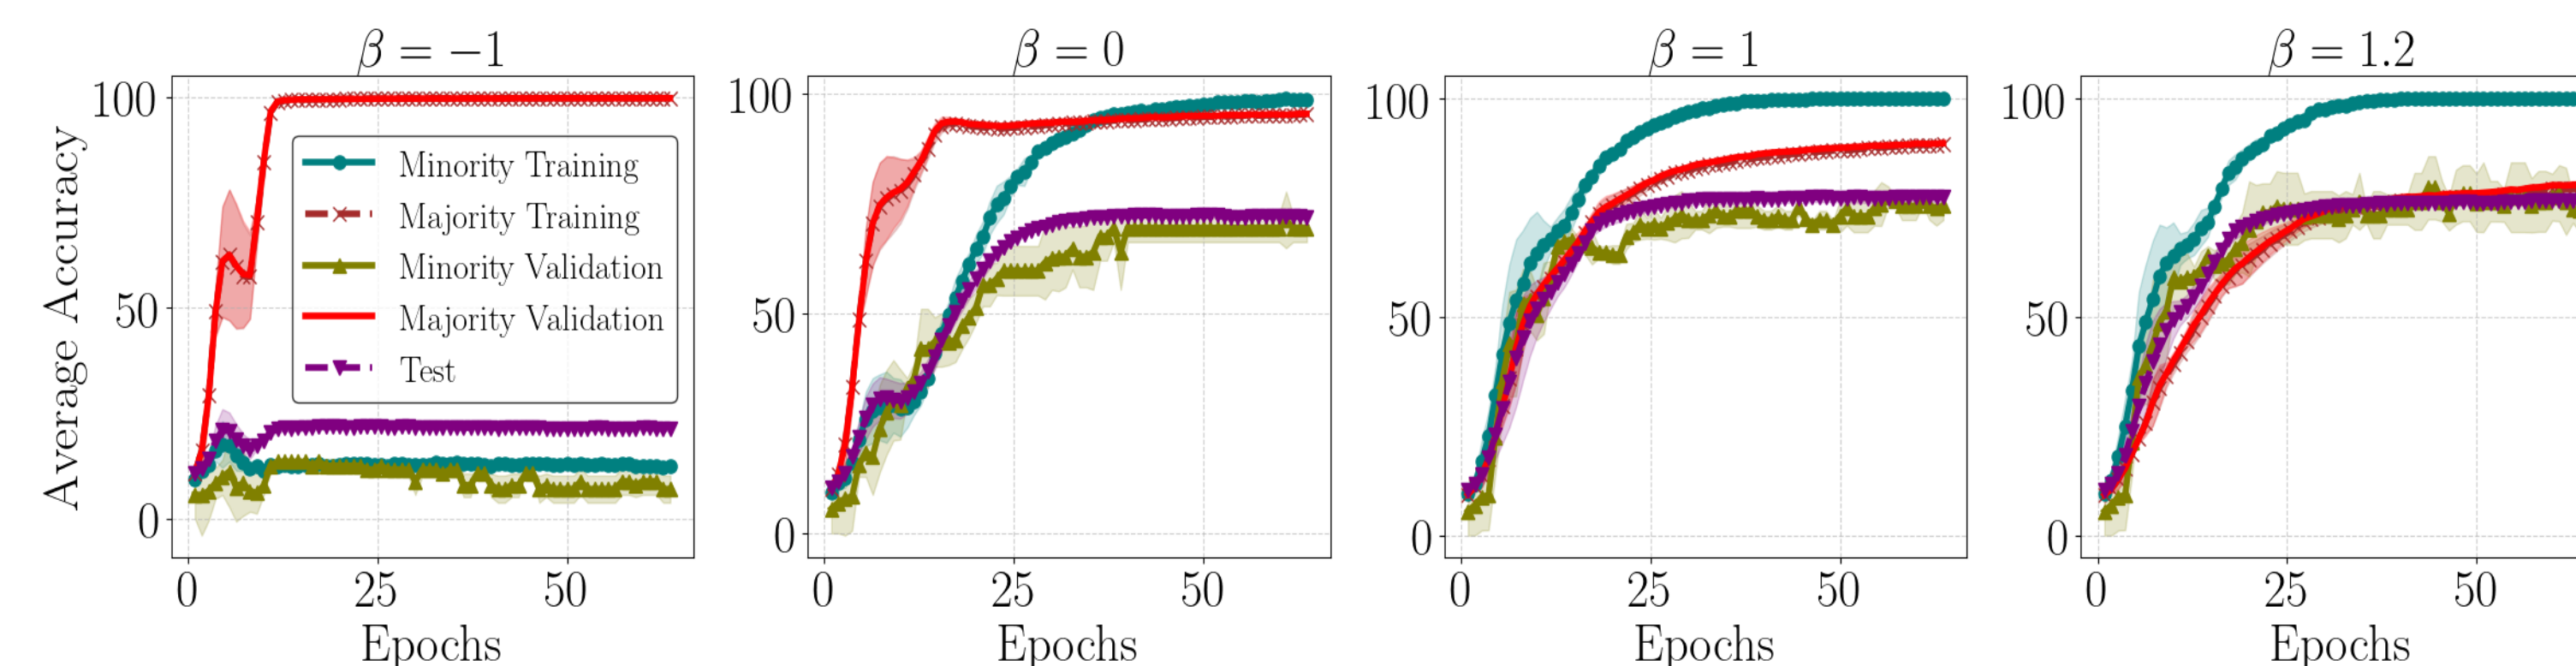 β = −1
β = 0
β = 1
β = 1.2
Average Accuracy
100
50
0
Minority Training
Majority Training
Minority Validation
Majority Validation
Test
100
50
0
100
50
0
100
50
0
0 25 50
0 25 50
0 25 50
0 25 50
Epochs
Epochs
Epochs
Epochs